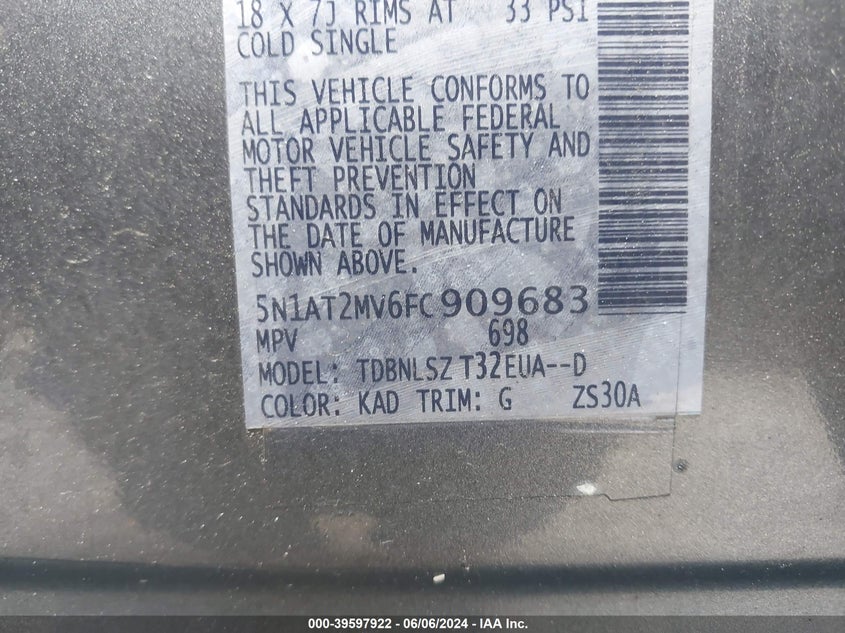 18 X 7J RIMS AT 33 PSI
COLD SINGLE
THIS VEHICLE CONFORMS TO
ALL APPLICABLE FEDERAL
MOTOR VEHICLE SAFETY AND
THEFT PREVENTION
STANDARDS IN EFFECT ON
THE DATE OF MANUFACTURE
SHOWN ABOVE.
5N1AT2MV6FC909683
MPV 698
MODEL: TDBNLSZ T32EUA--D
COLOR: KAD TRIM: G ZS30A
000-39597922 - 06/06/2024 - IAA Inc.